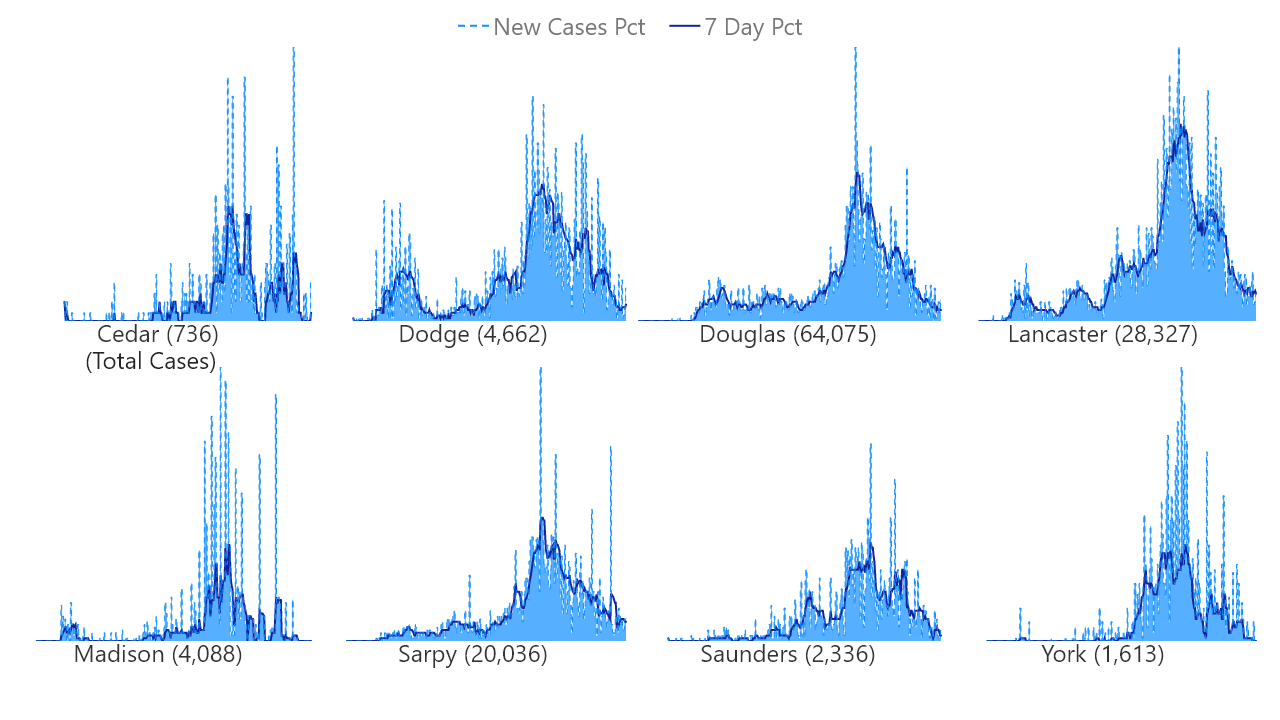 New Cases Pct 7 Day Pct
Cedar (736) Dodge (4,662) Douglas (64,075) Lancaster (28,327)
(Total Cases)
Madison (4,088) Sarpy (20,036) Saunders (2,336) York (1,613)